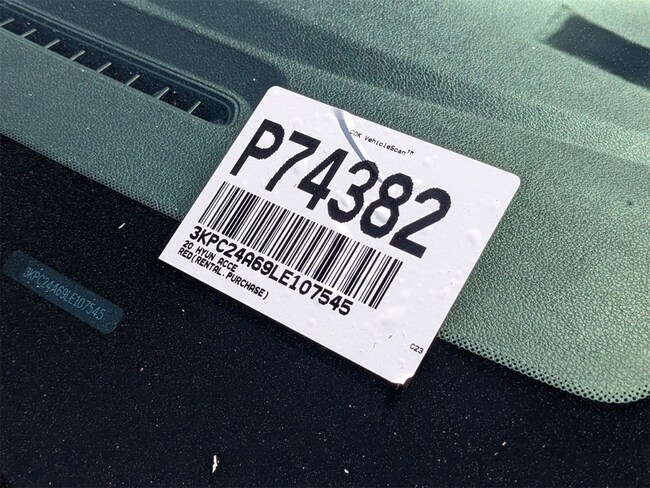 CDK VehicleScan™
P74382
3KPC24A69LE107545
20 HYUN ACCE
RED(RENTAL.PURCHASE)
C23
3KPC24A69LE107545